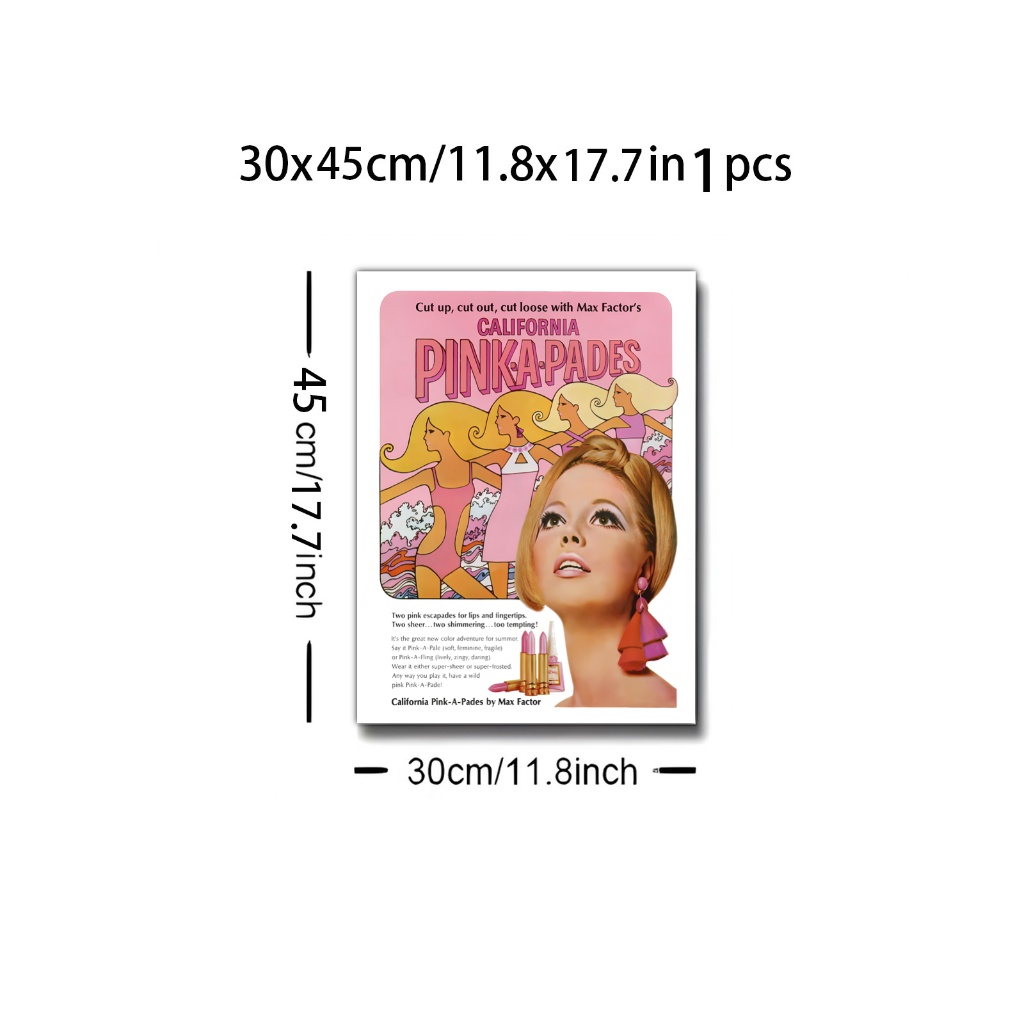 30x45cm/11.8x17.7in 1 pcs
45 cm/17.7inch
Cut up, cut out, cut loose with Max Factor's
CALIFORNIA
PINK·A·PADES
Two pink escapades for lips and fingertips.
Two sheer...two shimmering...too tempting!
It's the great new color adventure for summer.
Say it Pink-A-Pale (soft, feminine, fragile)
or Pink-A-Fling (lively, zingy, daring)
Wear it either super-sheer or super-frosted.
Any way you play it, have a wild
pink Pink-A-Pade!
California Pink-A-Pades by Max Factor
30cm/11.8inch